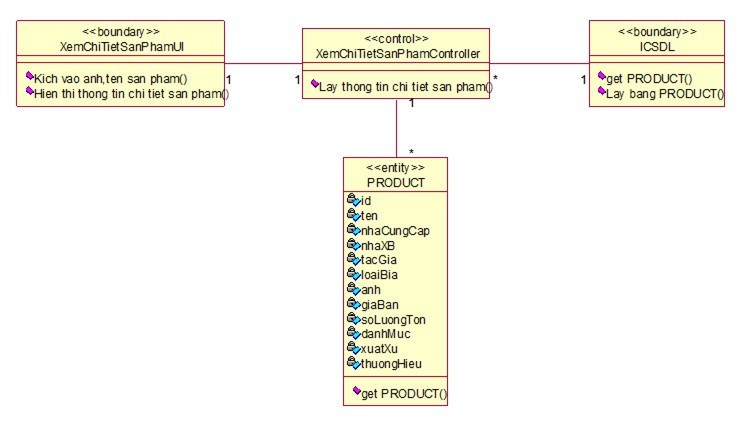 <<boundary>>
XemChiTietSanPhamUI
Kich vao anh,ten san pham()
Hien thi thong tin chi tiet san pham()
1
1
<<control>>
XemChiTietSanPhamController
Lay thong tin chi tiet san pham()
*
1
<<boundary>>
ICSDL
get PRODUCT()
Lay bang PRODUCT()
1
*
<<entity>>
PRODUCT
id
ten
nhaCungCap
nhaXB
tacGia
loaiBia
anh
giaBan
soLuongTon
danhMuc
xuatXu
thuongHieu
get PRODUCT()